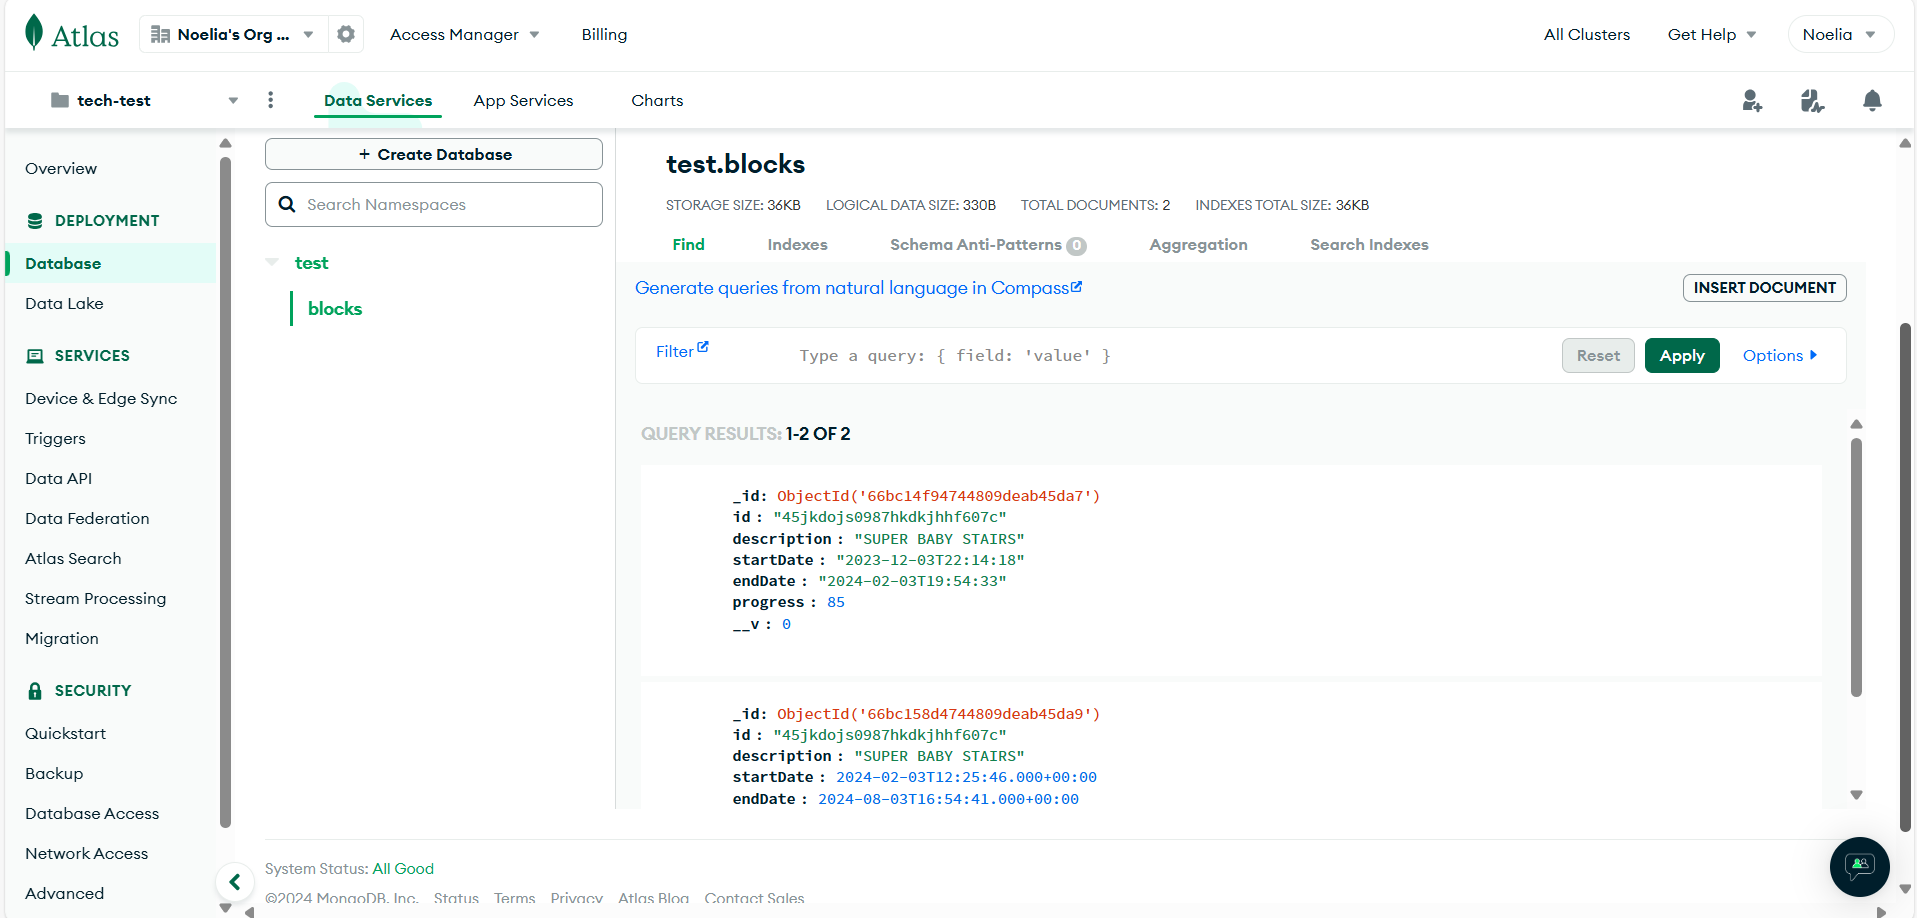 Atlas
Noelia's Org ...
Access Manager
Billing
All Clusters
Get Help
Noelia
tech-test
Data Services
App Services
Charts
Overview
DEPLOYMENT
Database
Data Lake
SERVICES
Device & Edge Sync
Triggers
Data API
Data Federation
Atlas Search
Stream Processing
Migration
SECURITY
Quickstart
Backup
Database Access
Network Access
Advanced
+ Create Database
Search Namespaces
test
blocks
test.blocks
STORAGE SIZE: 36KB LOGICAL DATA SIZE: 330B TOTAL DOCUMENTS: 2 INDEXES TOTAL SIZE: 36KB
Find Indexes Schema Anti-Patterns 0 Aggregation Search Indexes
Generate queries from natural language in Compass
INSERT DOCUMENT
Filter
Type a query: { field: 'value' }
Reset
Apply
Options
QUERY RESULTS: 1-2 OF 2
_id: ObjectId('66bc14f94744809deab45da7')
id : "45jkdojs0987hkdkjhhf607c"
description : "SUPER BABY STAIRS"
startDate : "2023-12-03T22:14:18"
endDate : "2024-02-03T19:54:33"
progress : 85
__v : 0
_id: ObjectId('66bc158d4744809deab45da9')
id : "45jkdojs0987hkdkjhhf607c"
description : "SUPER BABY STAIRS"
startDate : 2024-02-03T12:25:46.000+00:00
endDate : 2024-08-03T16:54:41.000+00:00
System Status: All Good
©2024 MongoDB, Inc. Status Terms Privacy Atlas Blog Contact Sales